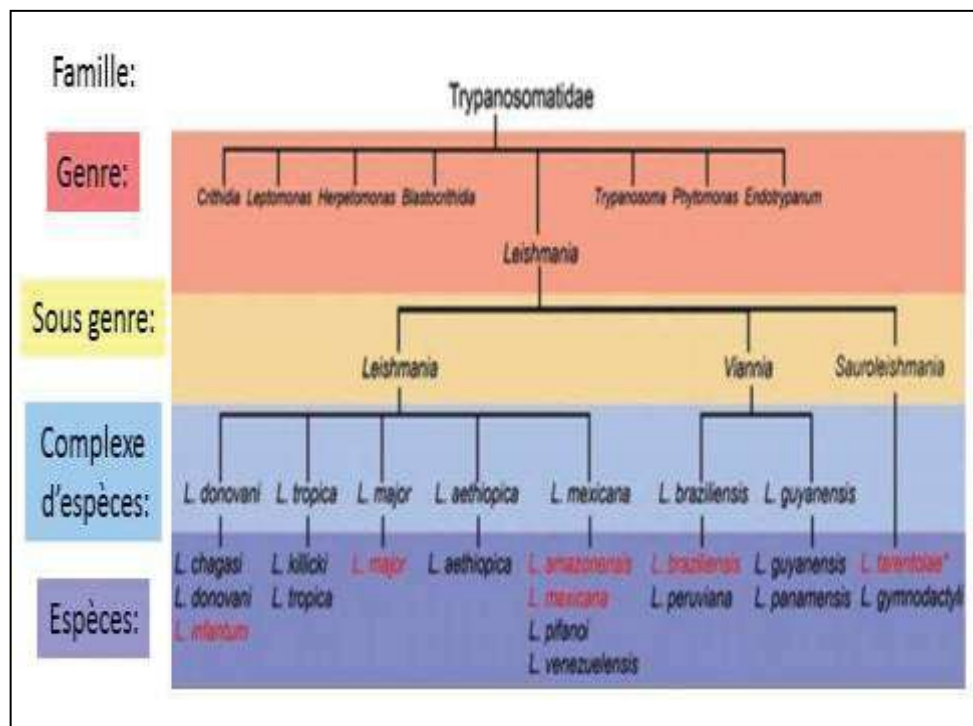 Famille:
Trypanosomatidae
Genre:
Crithidia Leptomonas Herpetomonas Blastocrithidia Trypanosoma Phytomonas Endotrypanum
Leishmania
Sous genre:
Leishmania Viannia Sauroleishmania
Complexe
d'espèces:
L. donovani L. tropica L. major L. aethiopica L. mexicana L. braziliensis L. guyanensis
Espèces:
L. chagasi L. killicki L. major L. aethiopica L. amazonensis L. braziliensis L. guyanensis L. tarentolae*
L. donovani L. tropica L. mexicana L. peruviana L. panamensis L. gymnodactyli
L. infantum L. pifanoi
L. venezuelensis